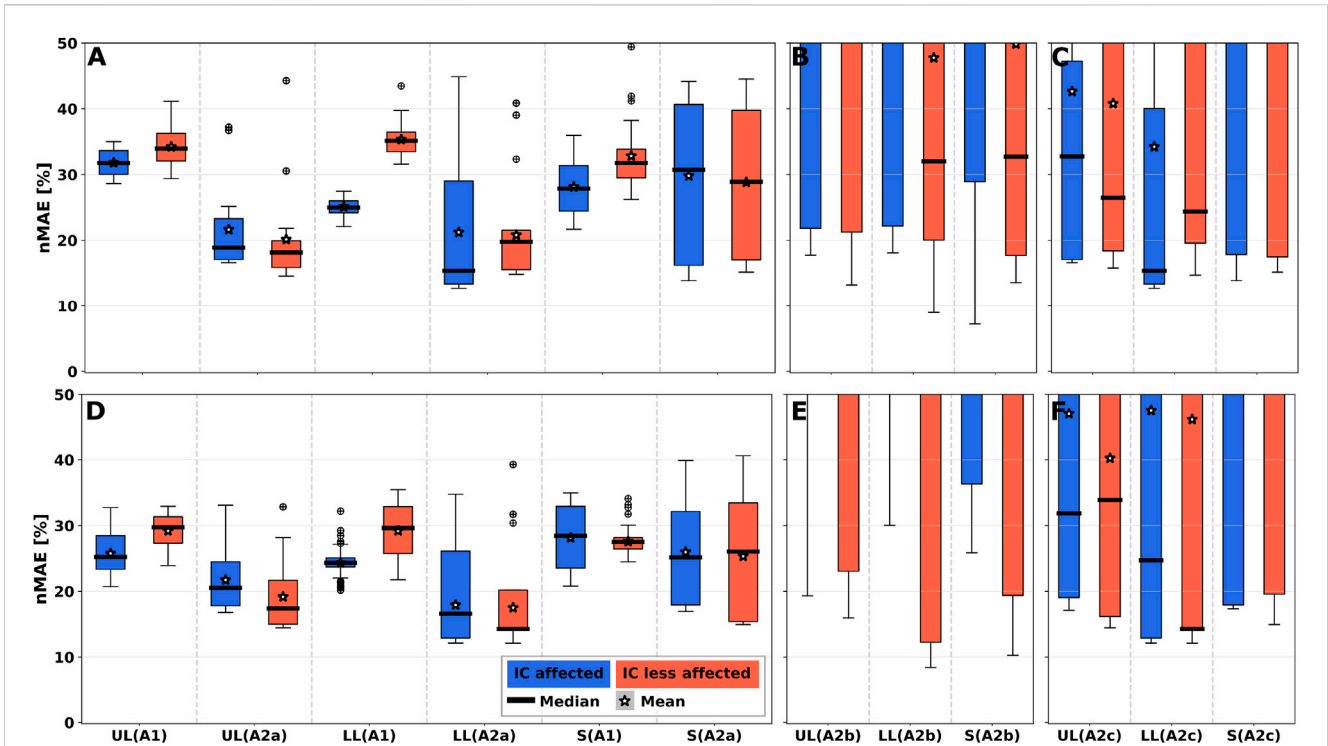 A
B
C
nMAE [%]
50
40
30
20
10
0
D
E
F
nMAE [%]
50
40
30
20
10
0
IC affected
IC less affected
Median
Mean
UL(A1)
UL(A2a)
LL(A1)
LL(A2a)
S(A1)
S(A2a)
UL(A2b)
LL(A2b)
S(A2b)
UL(A2c)
LL(A2c)
S(A2c)